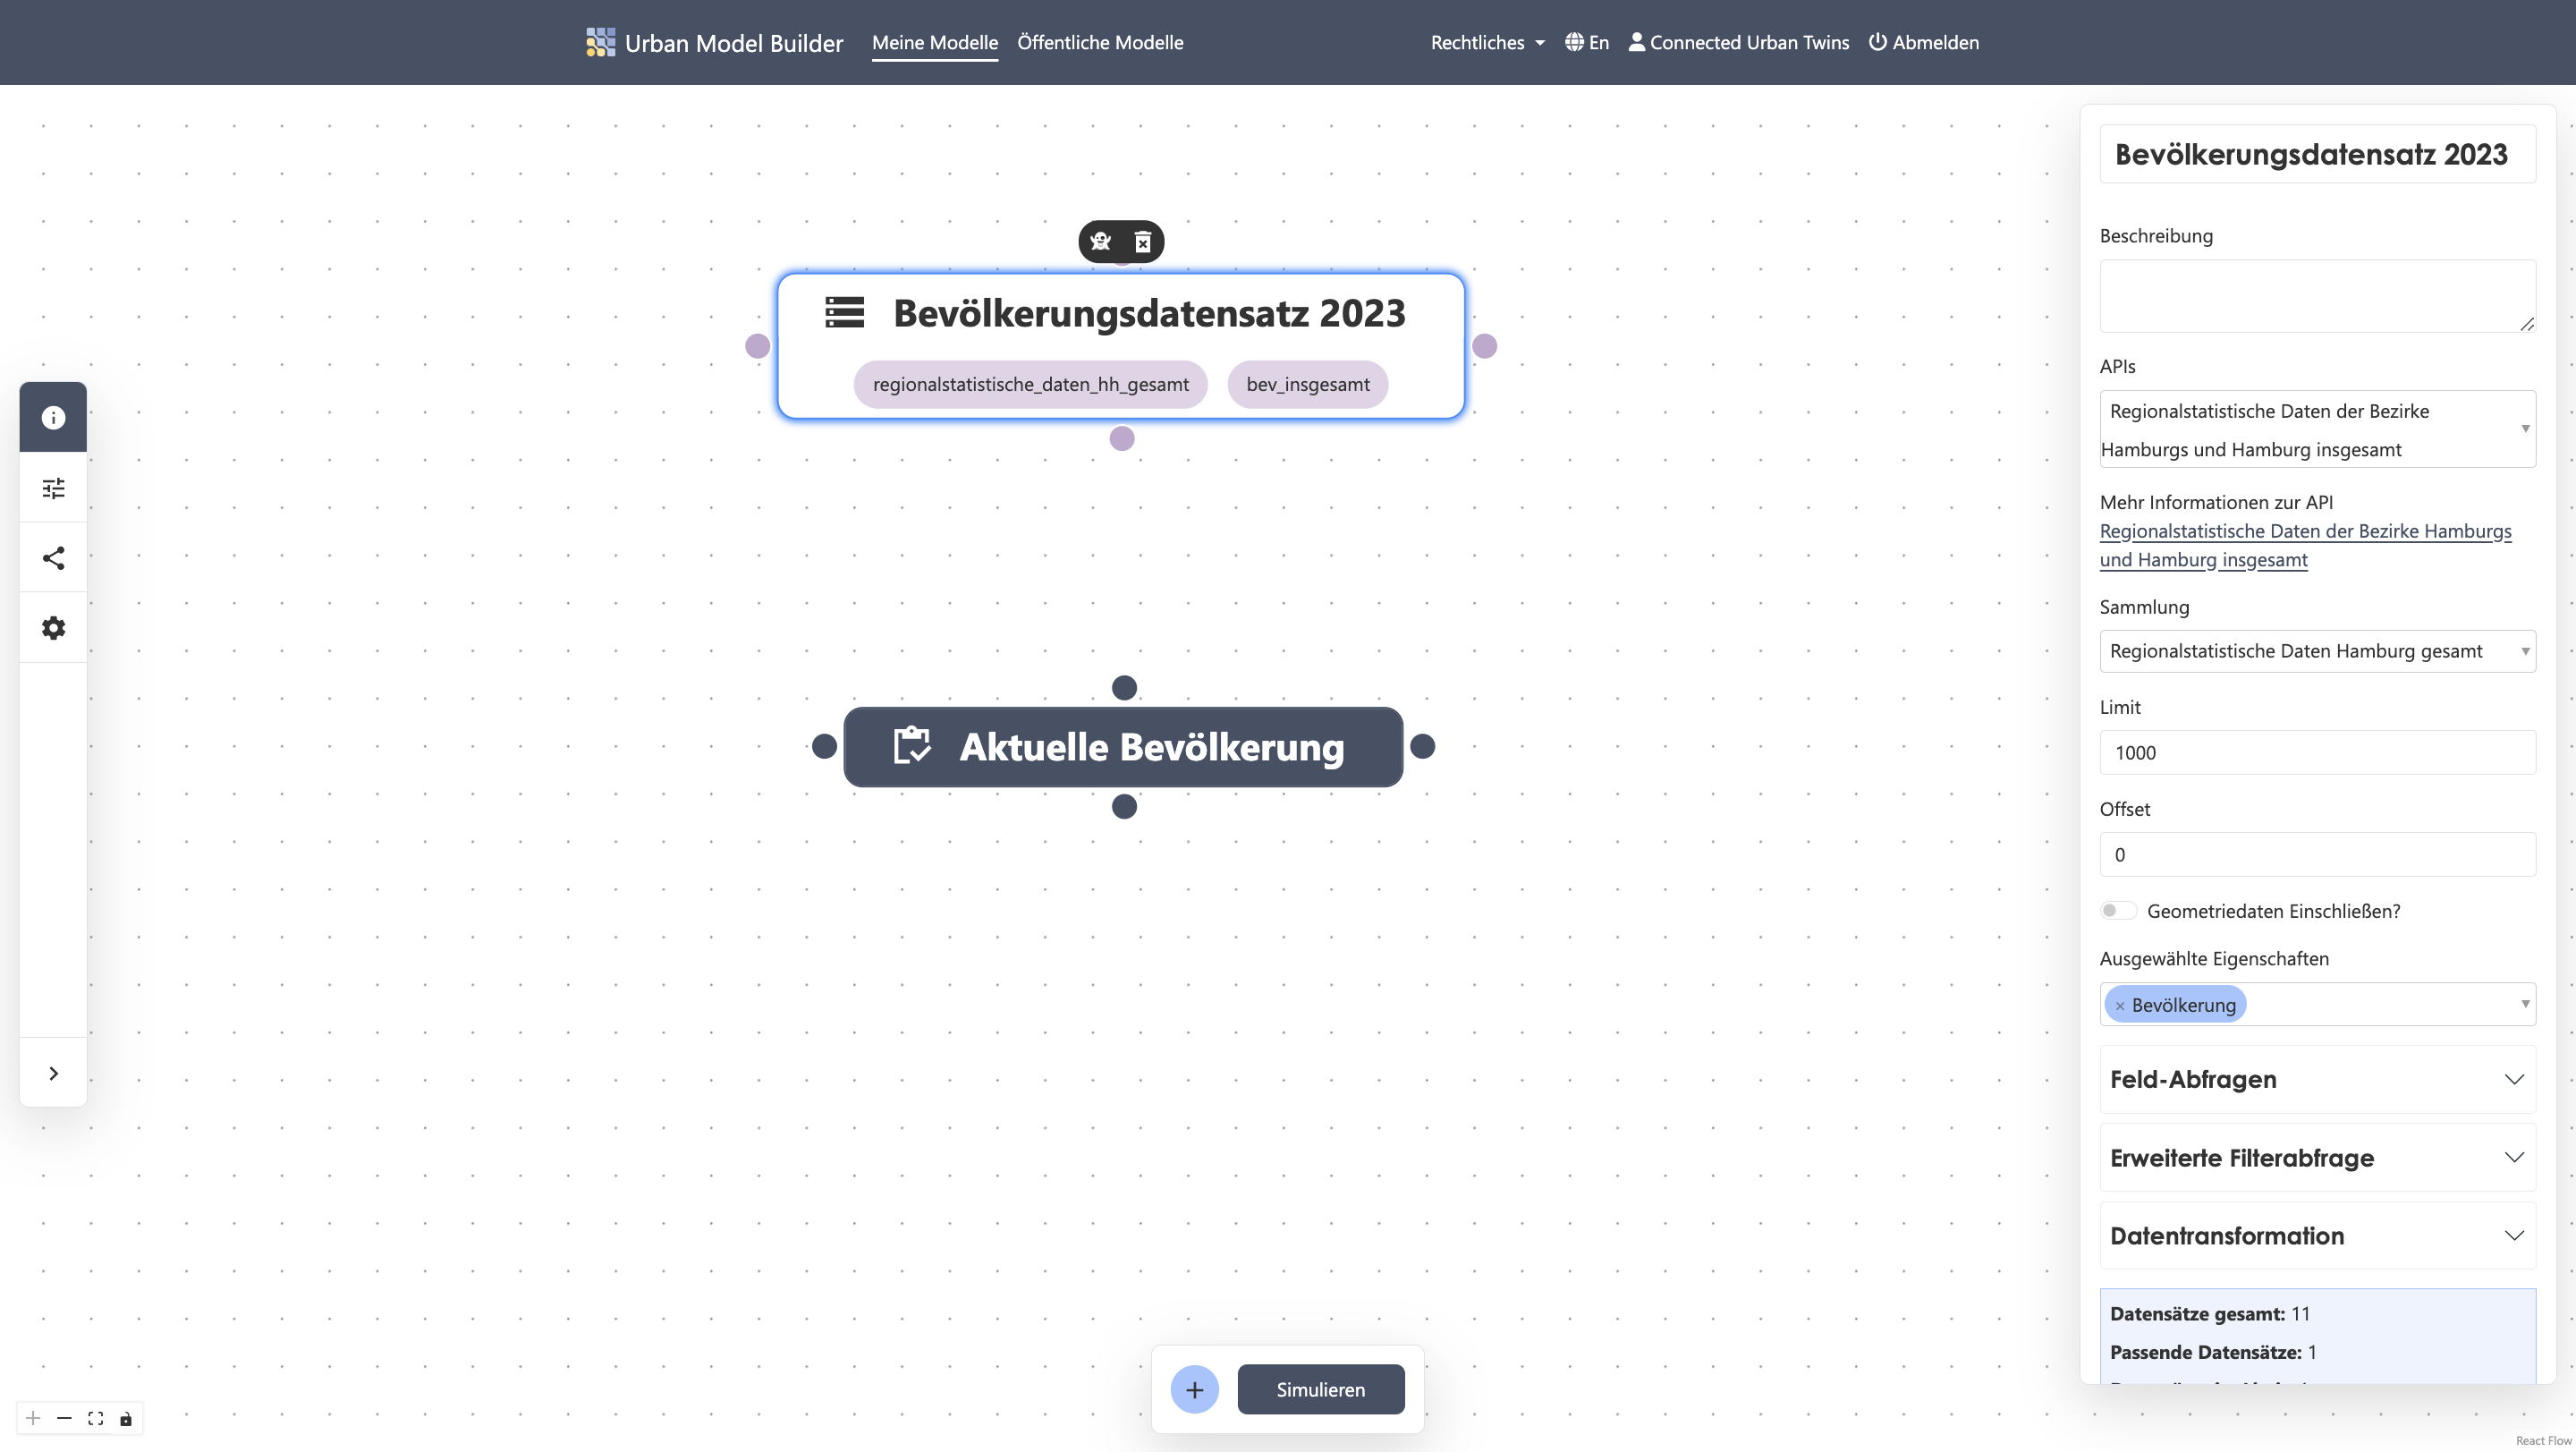 Urban Model Builder
Meine Modelle
Öffentliche Modelle
Rechtliches
En
Connected Urban Twins
Abmelden
Bevölkerungsdatensatz 2023
regionalstatistische_daten_hh_gesamt
bev_insgesamt
Aktuelle Bevölkerung
Simulieren
Bevölkerungsdatensatz 2023
Beschreibung
APIs
Regionalstatistische Daten der Bezirke
Hamburgs und Hamburg insgesamt
Mehr Informationen zur API
Regionalstatistische Daten der Bezirke Hamburgs
und Hamburg insgesamt
Sammlung
Regionalstatistische Daten Hamburg gesamt
Limit
1000
Offset
0
Geometriedaten Einschließen?
Ausgewählte Eigenschaften
× Bevölkerung
Feld-Abfragen
Erweiterte Filterabfrage
Datentransformation
Datensätze gesamt: 11
Passende Datensätze: 1
React Flow